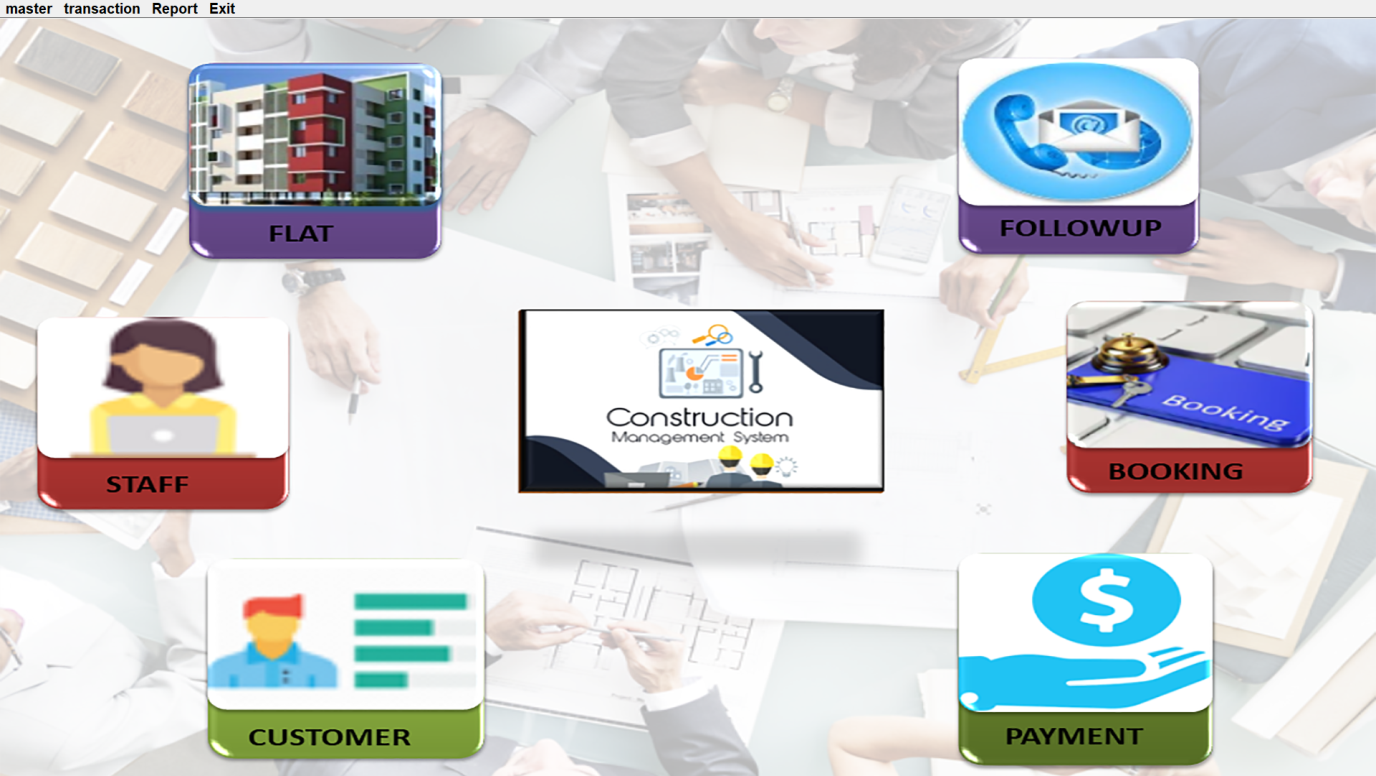 master transaction Report Exit
FLAT
FOLLOWUP
STAFF
Construction
Management System
Booking
BOOKING
CUSTOMER
PAYMENT